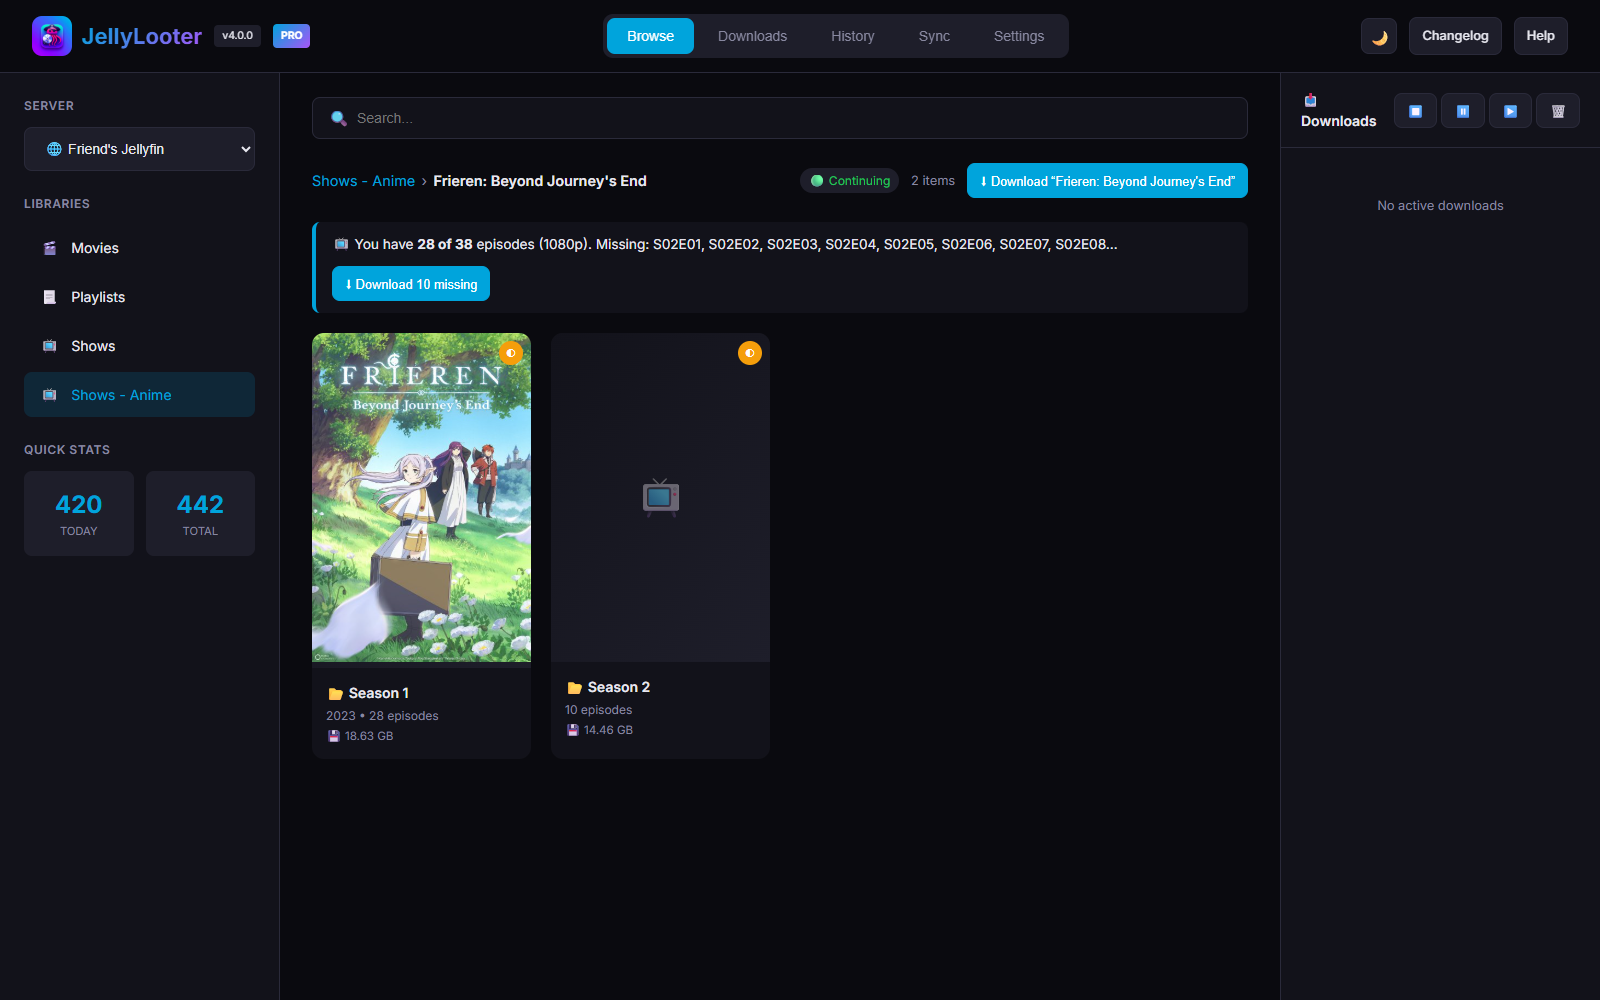 JellyLooter v4.0.0 PRO
Browse Downloads History Sync Settings
Changelog Help
SERVER
Friend's Jellyfin
LIBRARIES
Movies
Playlists
Shows
Shows - Anime
QUICK STATS
420
TODAY
442
TOTAL
Search...
Shows - Anime › Frieren: Beyond Journey's End
Continuing 2 items ⬇ Download “Frieren: Beyond Journey's End”
You have 28 of 38 episodes (1080p). Missing: S02E01, S02E02, S02E03, S02E04, S02E05, S02E06, S02E07, S02E08...
⬇ Download 10 missing
FRIEREN
Beyond Journey's End
Season 1
2023 • 28 episodes
18.63 GB
Season 2
10 episodes
14.46 GB
Downloads
No active downloads